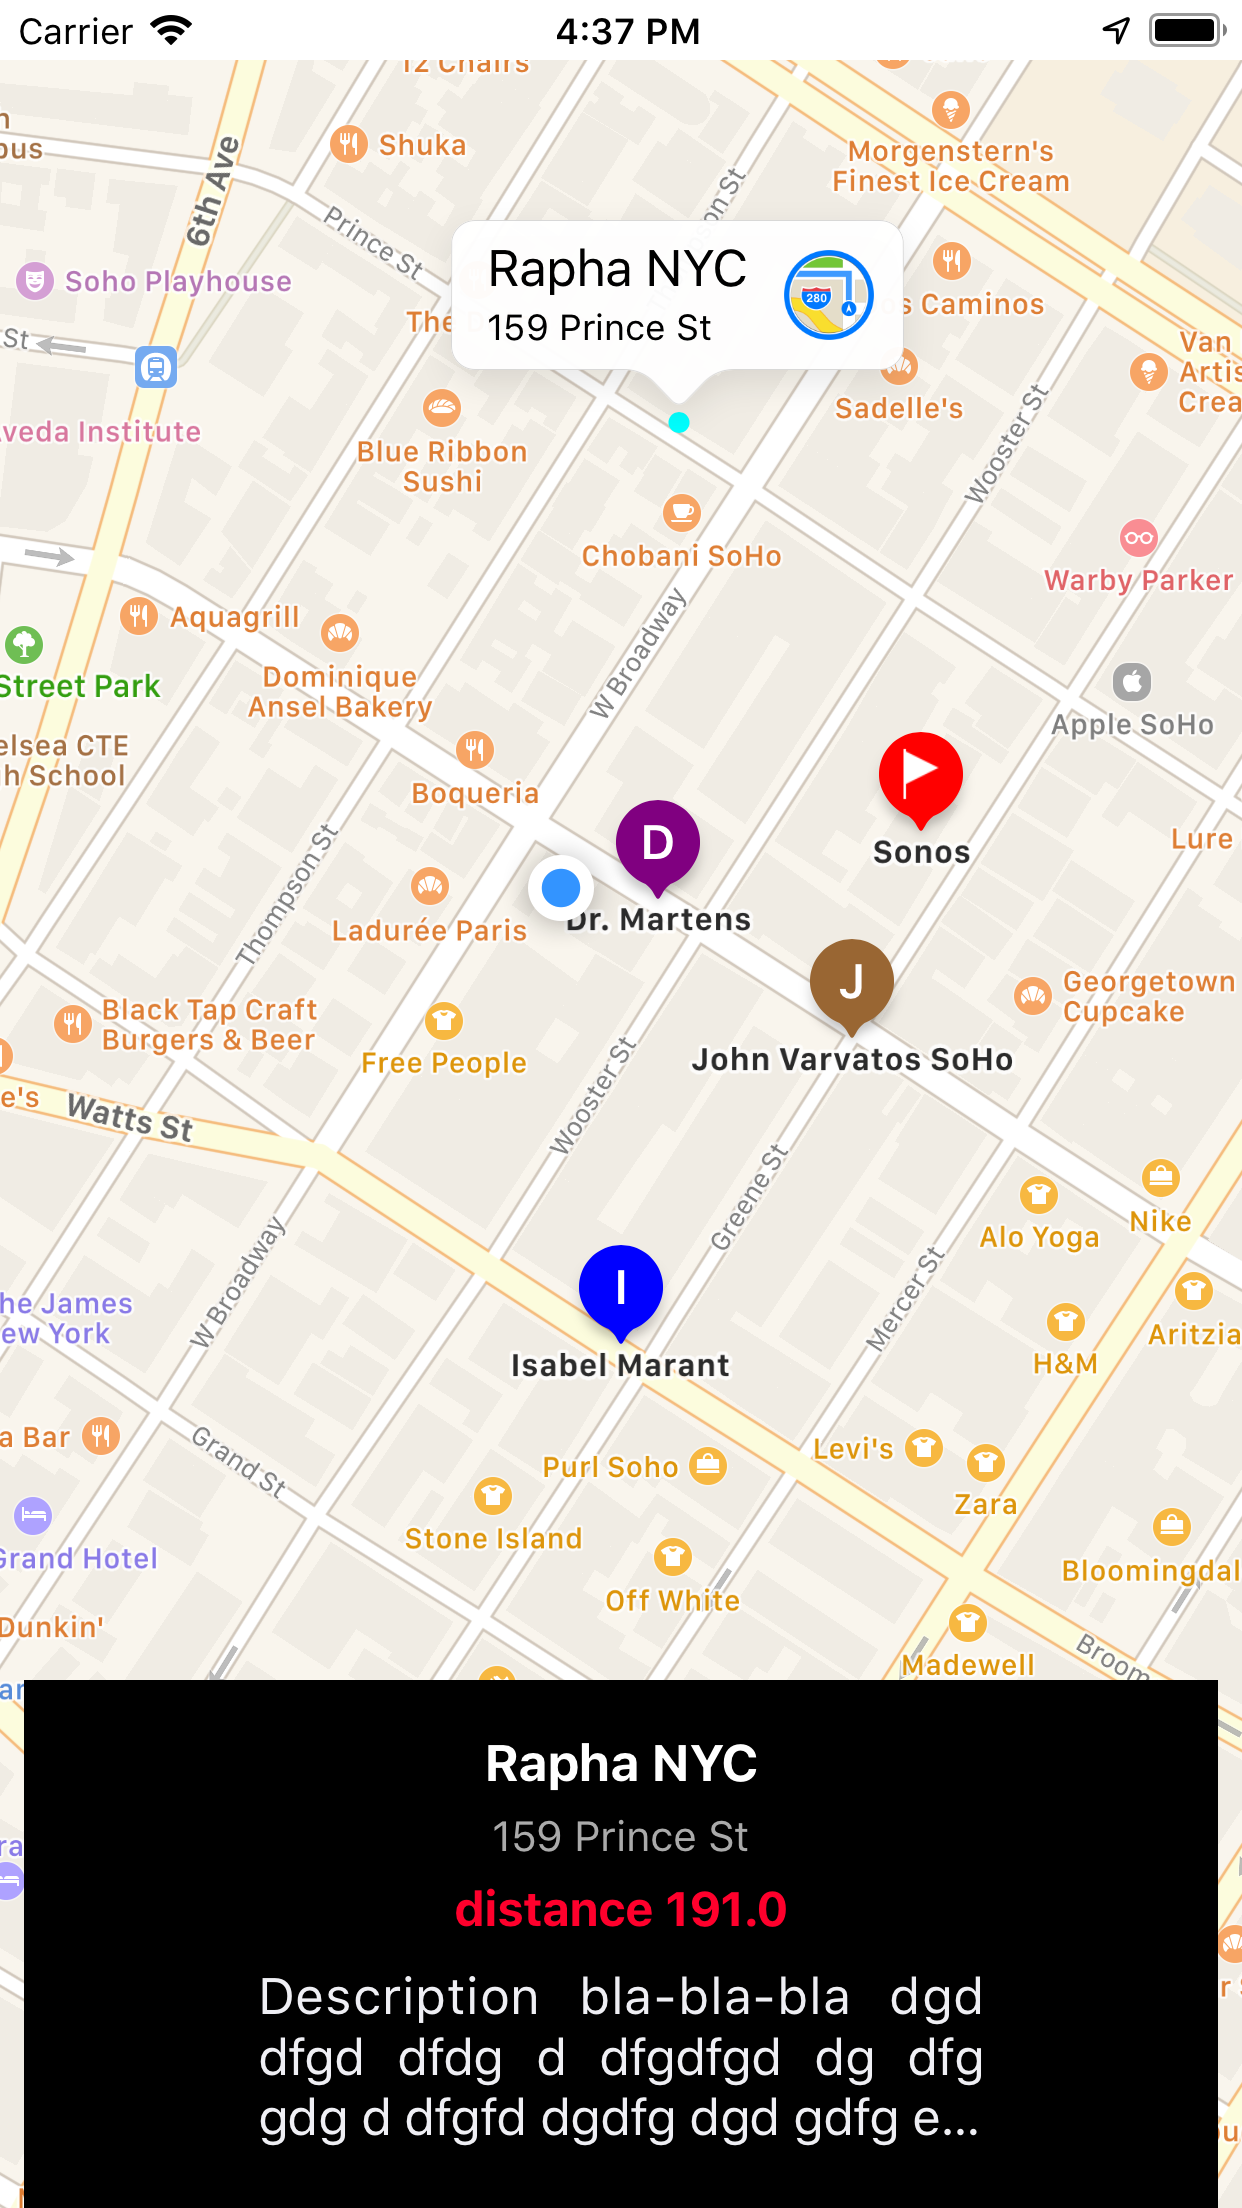 Carrier
4:37 PM
12 Chairs
Shuka
Morgenstern's
Finest Ice Cream
6th Ave
Prince St
Soho Playhouse
Rapha NYC
159 Prince St
280
Caminos
The
St
Van
Sadelle's
Wooster St
Blue Ribbon
Sushi
Institute
Chobani SoHo
Warby Parker
Aquagrill
Street Park
Dominique
Ansel Bakery
W Broadway
Apple SoHo
CTE
School
Boqueria
D
Sonos
Lure
Thompson St
Ladurée Paris
Dr. Martens
J
Georgetown
Cupcake
Black Tap Craft
Burgers & Beer
Free People
John Varvatos SoHo
Watts St
Wooster St
Greene St
Alo Yoga
Nike
I
Isabel Marant
W Broadway
Mercer St
H&M
Aritzia
James
York
Bar
Grand St
Purl Soho
Levi's
Zara
Stone Island
Grand Hotel
Off White
Bloomingdal
Dunkin'
Madewell
Broom
Rapha NYC
159 Prince St
distance 191.0
Description bla-bla-bla dgd
dfgd dfdg d dfgdfgd dg dfg
gdg d dfgfd dgdfg dgd gdfg e...